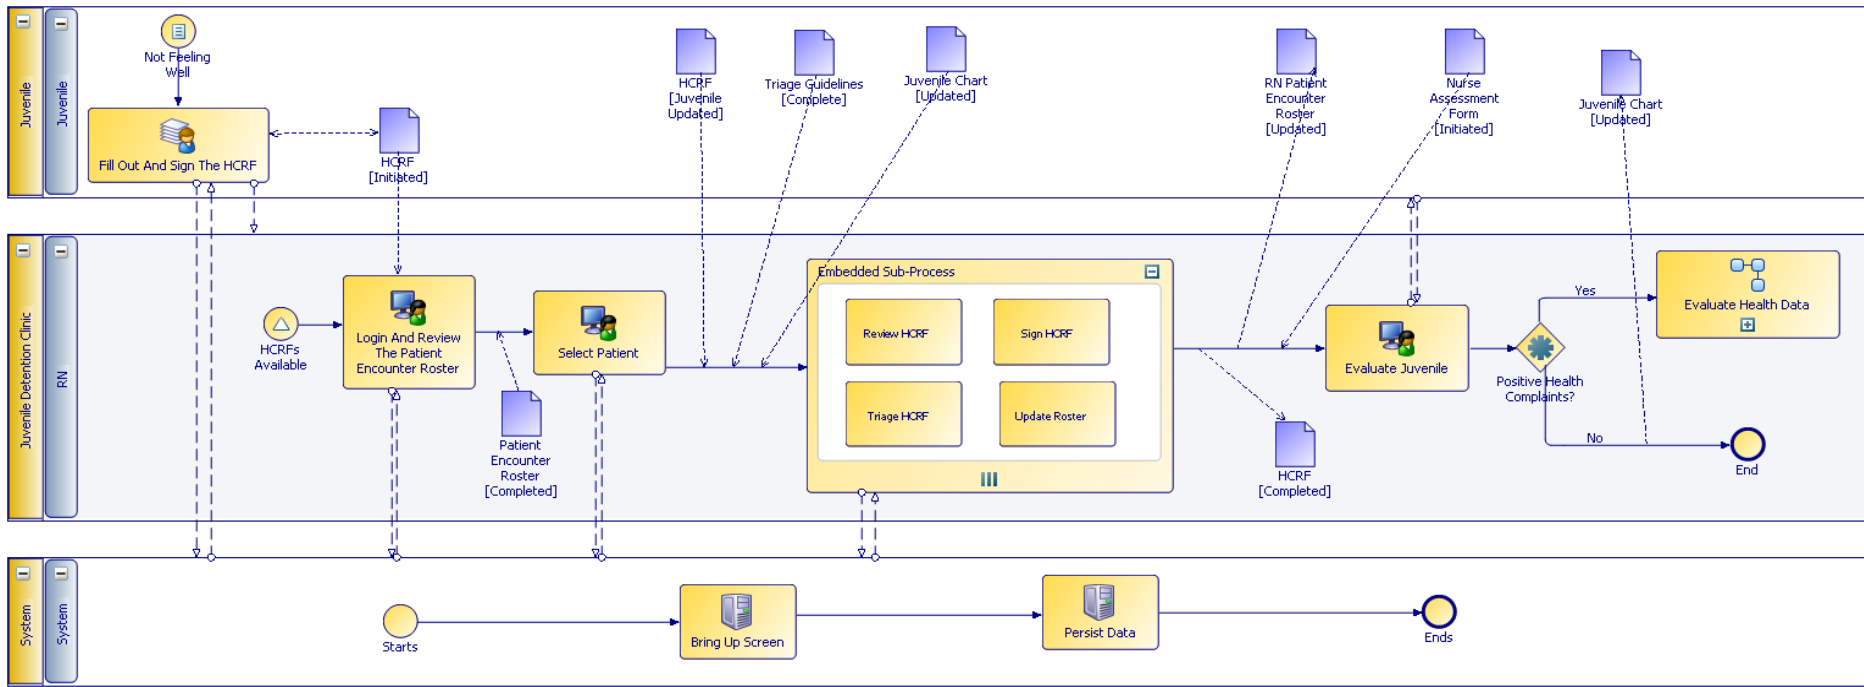 Juvenile
Juvenile
Not Feeling
Well
Fill Out And Sign The HCRF
HCRF
[Initiated]
HCRF
[Juvenile
Updated]
Triage Guidelines
[Complete]
Juvenile Chart
[Updated]
RN Patient
Encounter
Roster
[Updated]
Nurse
Assessment
Form
[Initiated]
Juvenile Chart
[Updated]
Juvenile Detention Clinic
RN
HCRFs
Available
Login And Review
The Patient
Encounter Roster
Patient
Encounter
Roster
[Completed]
Select Patient
Embedded Sub-Process
Review HCRF
Sign HCRF
Triage HCRF
Update Roster
HCRF
[Completed]
Evaluate Juvenile
Positive Health
Complaints?
Yes
No
Evaluate Health Data
End
System
System
Starts
Bring Up Screen
Persist Data
Ends